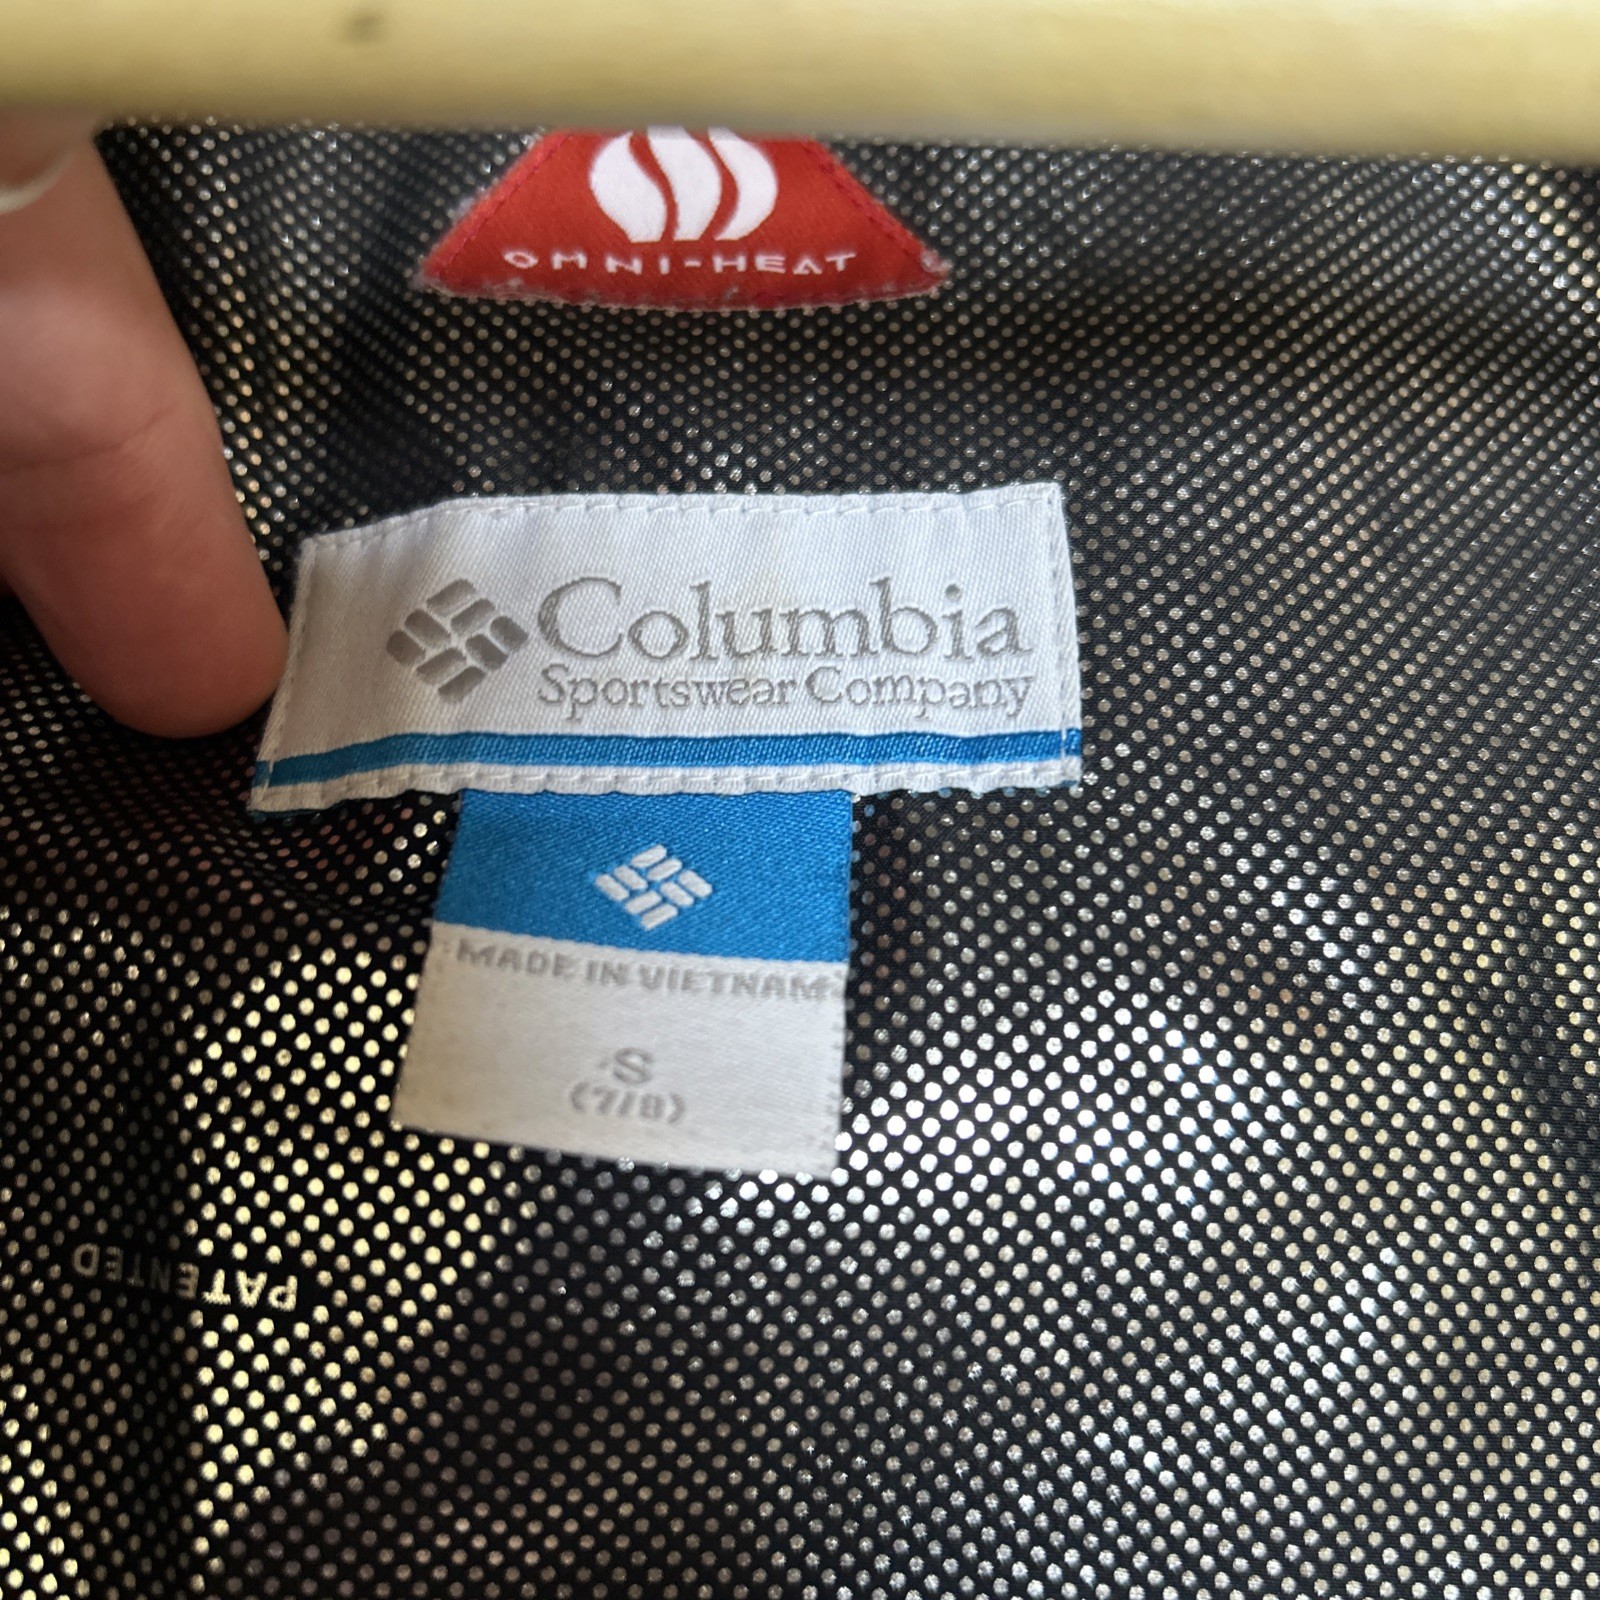 OMNI-HEAT
Columbia
Sportswear Company
MADE IN VIETNAM
S
(7/8)
PATENTED